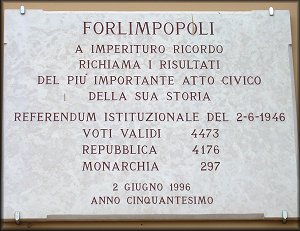 FORLIMPOPOLI
A IMPERITURO RICORDO
RICHIAMA I RISULTATI
DEL PIU' IMPORTANTE ATTO CIVICO
DELLA SUA STORIA
REFERENDUM ISTITUZIONALE DEL 2-6-1946
VOTI VALIDI 4473
REPUBBLICA 4176
MONARCHIA 297
2 GIUGNO 1996
ANNO CINQUANTESIMO